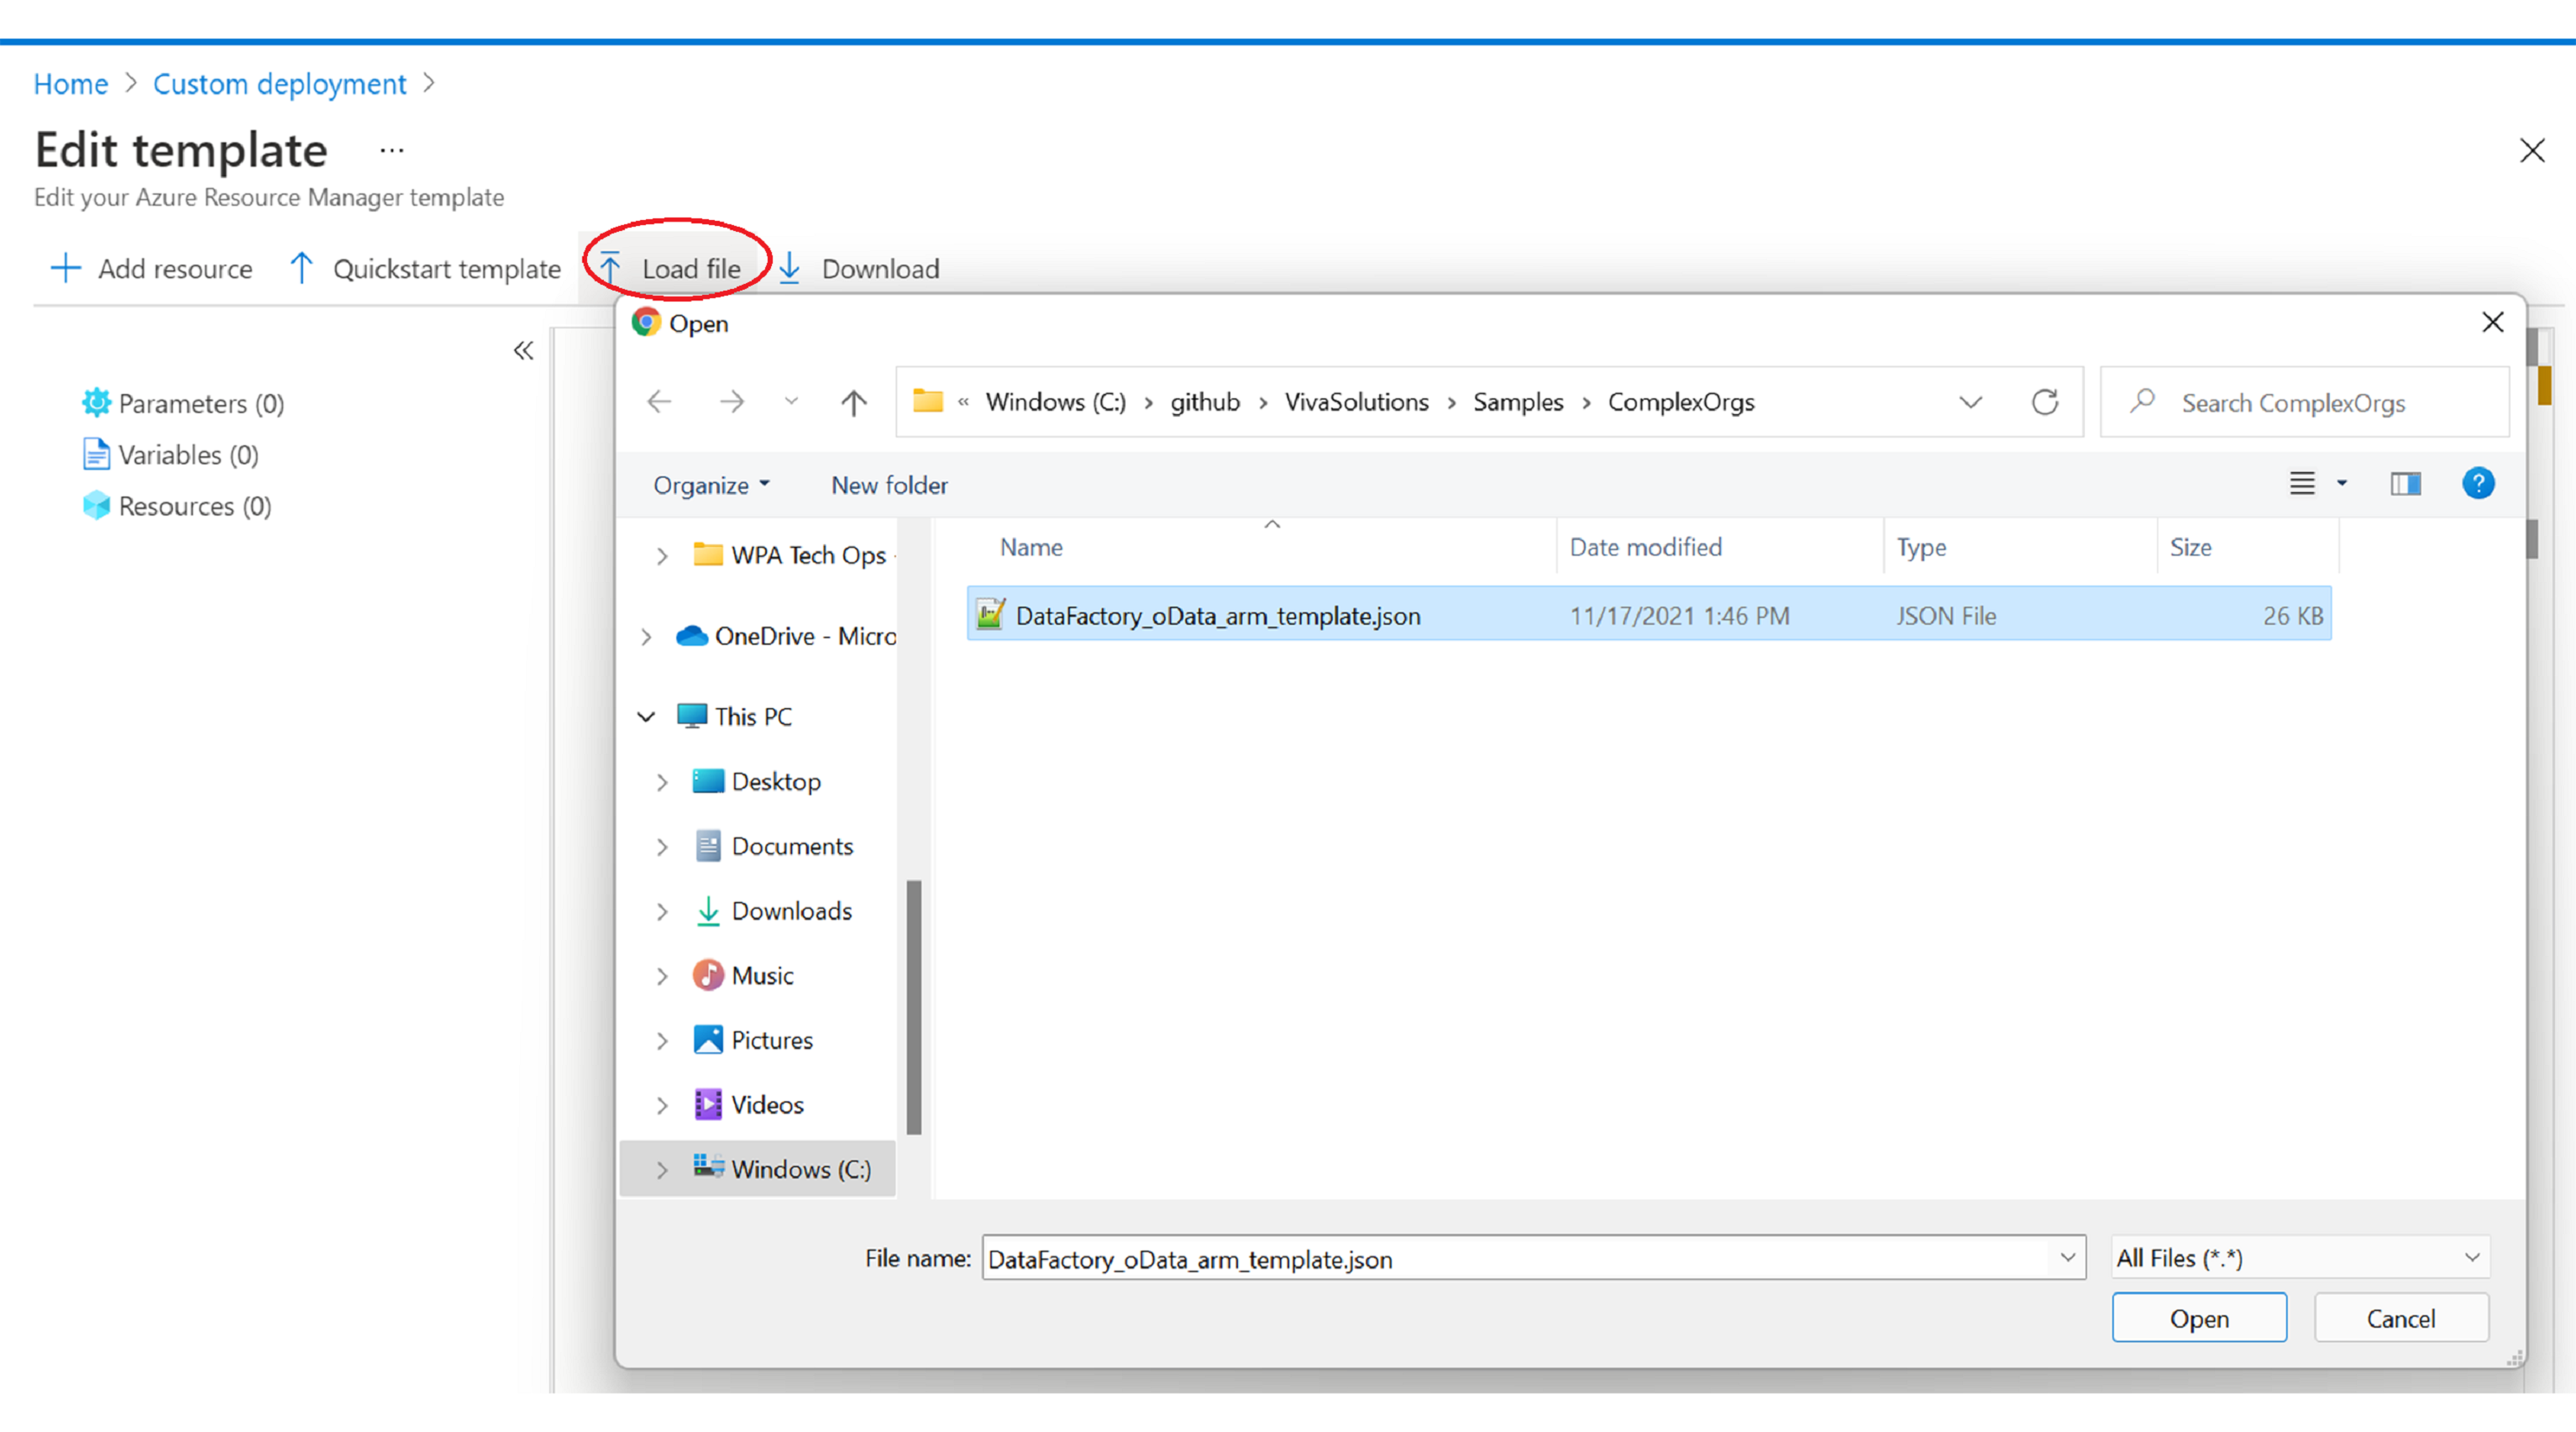 Home > Custom deployment >
Edit template ...
Edit your Azure Resource Manager template
Add resource Quickstart template Load file Download
Parameters (0)
Variables (0)
Resources (0)
Open
« Windows (C:) › github › VivaSolutions › Samples › ComplexOrgs
Search ComplexOrgs
Organize New folder
?
WPA Tech Ops -
OneDrive - Micro
This PC
Desktop
Documents
Downloads
Music
Pictures
Videos
Windows (C:)
Name Date modified Type Size
DataFactory_oData_arm_template.json 11/17/2021 1:46 PM JSON File 26 KB
File name: DataFactory_oData_arm_template.json All Files (*.*)
Open Cancel